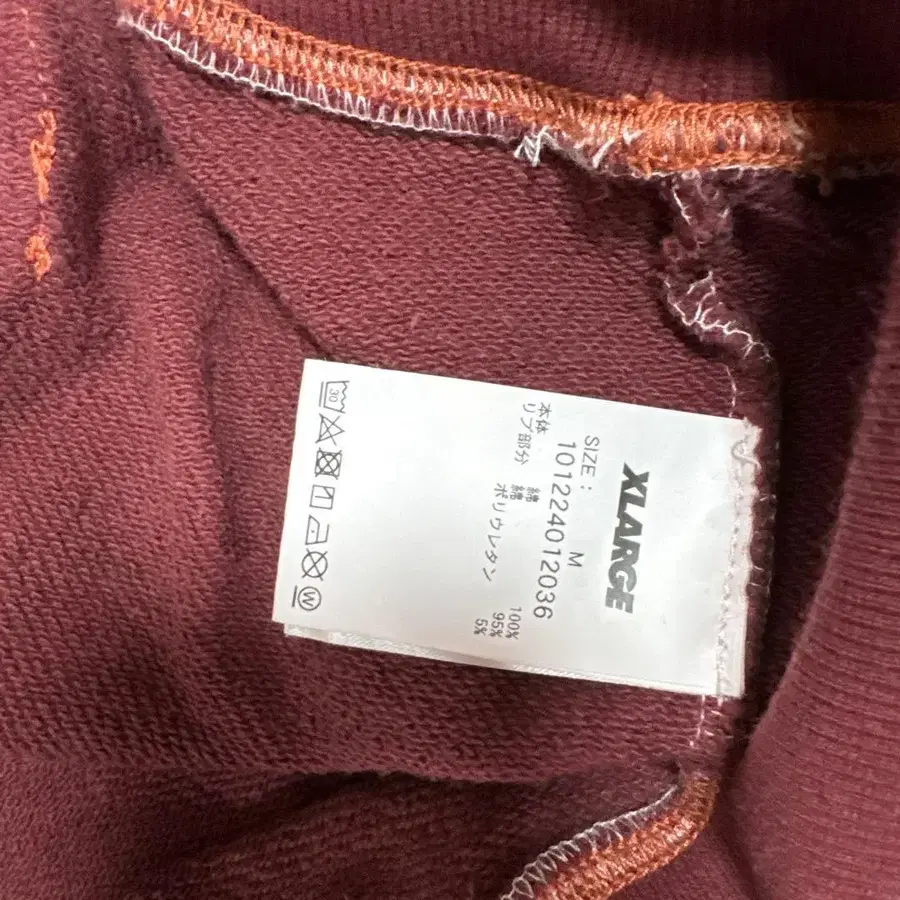 XLARGE
SIZE: M
101224012036
本体 綿 100%
リブ部分 綿 95%
ポリウレタン 5%
30
W